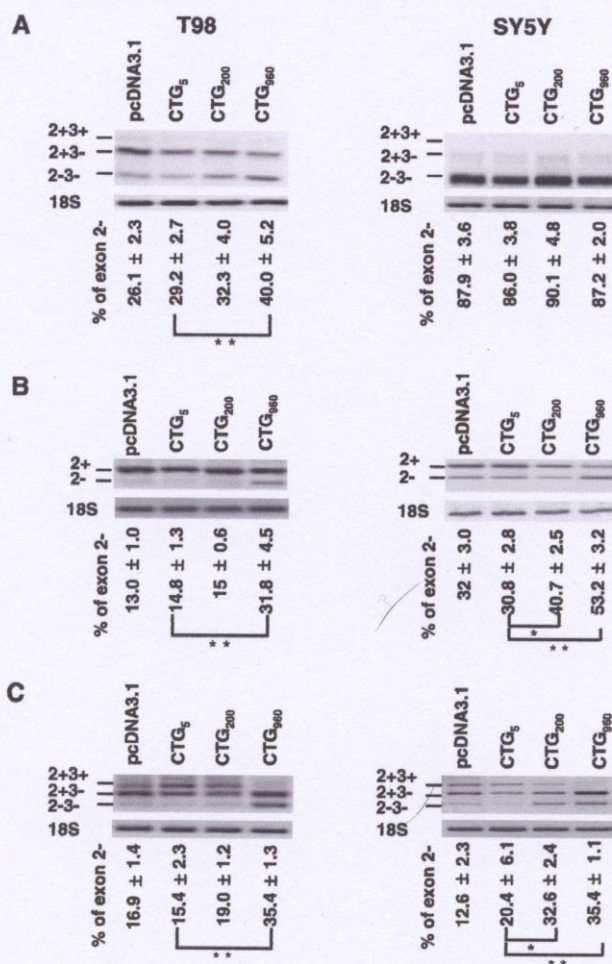 A
T98
SY5Y
pcDNA3.1
CTG5
CTG200
CTG960
pcDNA3.1
CTG5
CTG200
CTG960
2+3+
2+3-
2-3-
18S
2+3+
2+3-
2-3-
18S
% of exon 2-
26.1 ± 2.3
29.2 ± 2.7
32.3 ± 4.0
40.0 ± 5.2
**
% of exon 2-
87.9 ± 3.6
86.0 ± 3.8
90.1 ± 4.8
87.2 ± 2.0
B
pcDNA3.1
CTG5
CTG200
CTG960
pcDNA3.1
CTG5
CTG200
CTG960
2+
2-
18S
2+
2-
18S
% of exon 2-
13.0 ± 1.0
14.8 ± 1.3
15 ± 0.6
31.8 ± 4.5
**
% of exon 2-
32 ± 3.0
30.8 ± 2.8
40.7 ± 2.5
53.2 ± 3.2
*
**
C
pcDNA3.1
CTG5
CTG200
CTG960
pcDNA3.1
CTG5
CTG200
CTG960
2+3+
2+3-
2-3-
18S
2+3+
2+3-
2-3-
18S
% of exon 2-
16.9 ± 1.4
15.4 ± 2.3
19.0 ± 1.2
35.4 ± 1.3
**
% of exon 2-
12.6 ± 2.3
20.4 ± 6.1
32.6 ± 2.4
35.4 ± 1.1
*
**